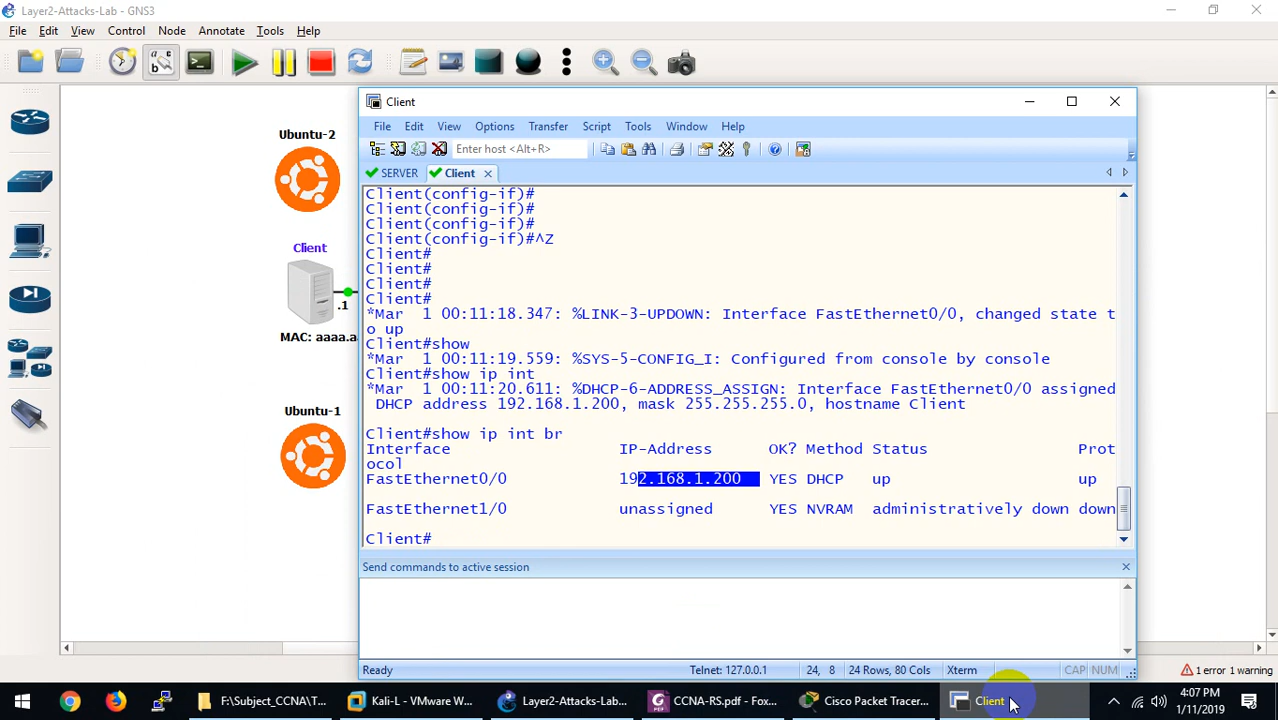 Layer2-Attacks-Lab - GNS3
File Edit View Control Node Annotate Tools Help
Ubuntu-2
Client
.1
MAC: aaaa.aa
Ubuntu-1
Client
File Edit View Options Transfer Script Tools Window Help
Enter host <Alt+R>
SERVER Client
Client(config-if)#
Client(config-if)#
Client(config-if)#
Client(config-if)#^Z
Client#
Client#
Client#
Client#
*Mar  1 00:11:18.347: %LINK-3-UPDOWN: Interface FastEthernet0/0, changed state t
o up
Client#show
*Mar  1 00:11:19.559: %SYS-5-CONFIG_I: Configured from console by console
Client#show ip int
*Mar  1 00:11:20.611: %DHCP-6-ADDRESS_ASSIGN: Interface FastEthernet0/0 assigned
DHCP address 192.168.1.200, mask 255.255.255.0, hostname Client
Client#show ip int br
Interface IP-Address OK? Method Status Prot
ocol
FastEthernet0/0 192.168.1.200 YES DHCP up up
FastEthernet1/0 unassigned YES NVRAM administratively down down
Client#
Send commands to active session
Ready Telnet: 127.0.0.1 24, 8 24 Rows, 80 Cols Xterm CAP NUM
1 error 1 warning
F:\Subject_CCNA\T... Kali-L - VMware W... Layer2-Attacks-Lab... CCNA-RS.pdf - Fox... Cisco Packet Tracer... Client
4:07 PM
1/11/2019